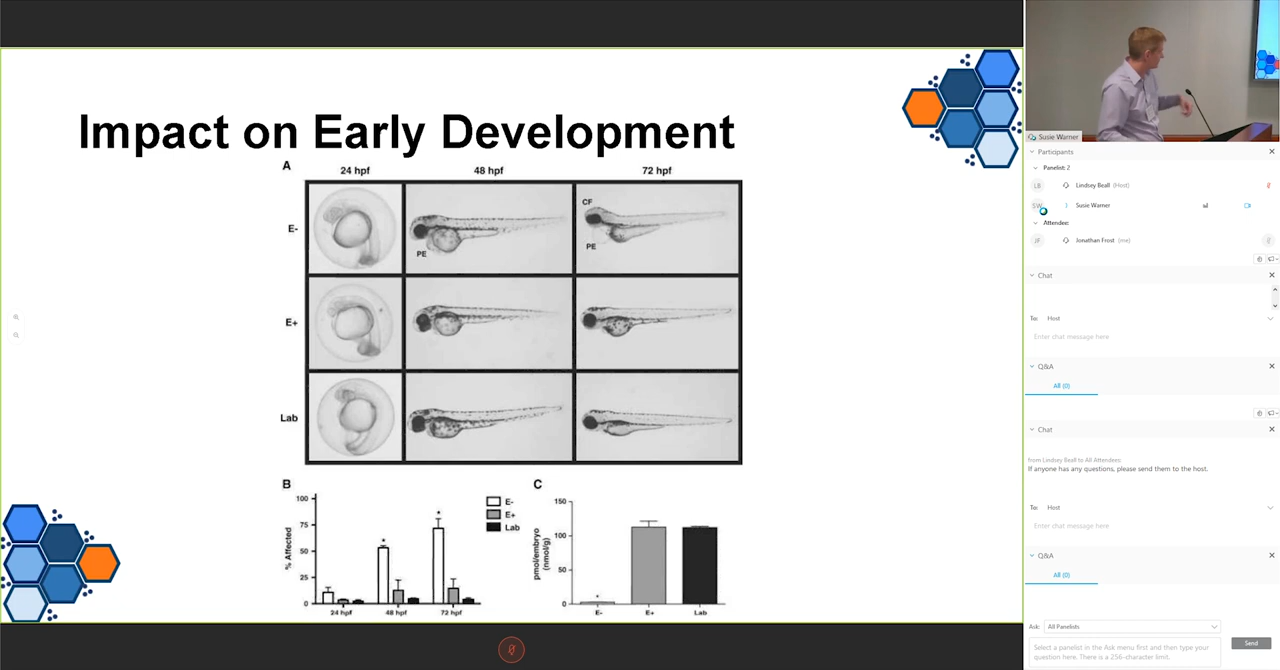 Impact on Early Development
A
24 hpf 48 hpf 72 hpf
E-
PE
CF
PE
E+
Lab
B
100
75
50
25
0
% Affected
*
*
E-
E+
Lab
24 hpf 48 hpf 72 hpf
C
150
100
50
0
pmol/embryo
(nmol/g)
*
E- E+ Lab
Susie Warner
Participants
Panelist: 2
LB Lindsey Beall (Host)
SW Susie Warner
Attendee:
JF Jonathan Frost (me)
Chat
To: Host
Enter chat message here
Q&A
All (0)
Chat
from Lindsey Beall to All Attendees:
If anyone has any questions, please send them to the host.
To: Host
Enter chat message here
Q&A
All (0)
Ask: All Panelists
Select a panelist in the Ask menu first and then type your
question here. There is a 256-character limit.
Send